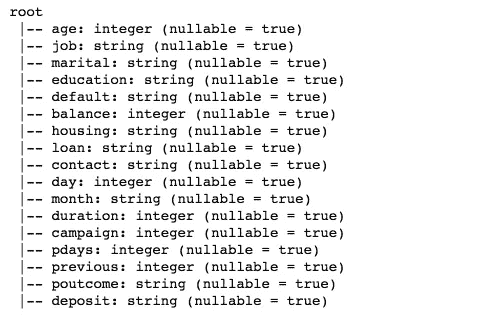 root
 |-- age: integer (nullable = true)
 |-- job: string (nullable = true)
 |-- marital: string (nullable = true)
 |-- education: string (nullable = true)
 |-- default: string (nullable = true)
 |-- balance: integer (nullable = true)
 |-- housing: string (nullable = true)
 |-- loan: string (nullable = true)
 |-- contact: string (nullable = true)
 |-- day: integer (nullable = true)
 |-- month: string (nullable = true)
 |-- duration: integer (nullable = true)
 |-- campaign: integer (nullable = true)
 |-- pdays: integer (nullable = true)
 |-- previous: integer (nullable = true)
 |-- poutcome: string (nullable = true)
 |-- deposit: string (nullable = true)